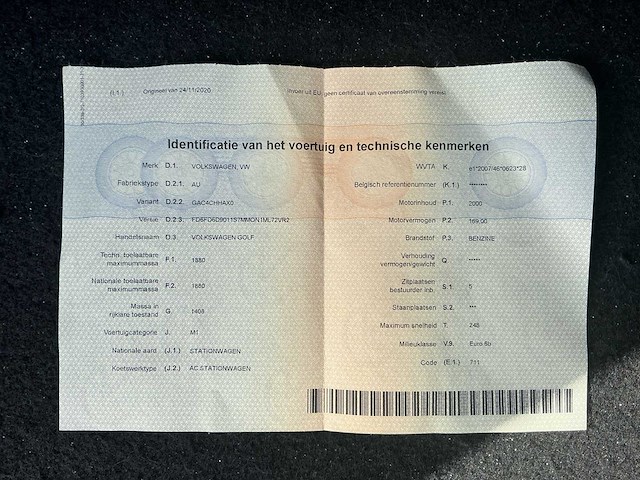 (I.1.) Origineel van 24/11/2020
Invoer uit EU, geen certificaat van overeenstemming vereist
Identificatie van het voertuig en technische kenmerken
Merk D.1. VOLKSWAGEN, VW
Fabriekstype D.2.1. AU
Variant D.2.2. GAC4CHHAX0
Versie D.2.3.
Handelsnaam D.3. VOLKSWAGEN GOLF
Techn. toelaatbare
maximummassa F.1. 1880
Nationale toelaatbare
maximummassa F.2. 1880
Massa in
rijklare toestand G. 1408
Voertuigcategorie J. M1
Nationale aard (J.1.) STATIONWAGEN
Koetswerktype (J.2.) AC STATIONWAGEN
WVTA K. e1*2007/46*0623*28
Belgisch referentienummer (K.1.) ********
Motorinhoud P.1. 2000
Motorvermogen P.2. 169,00
Brandstof P.3. BENZINE
Verhouding
vermogen/gewicht Q. *****
Zitplaatsen
bestuurder inb. S.1. 5
Staanplaatsen S.2. ***
Maximum snelheid T. 248
Milieuklasse V.9. Euro 5b
Code (E.1.) 711